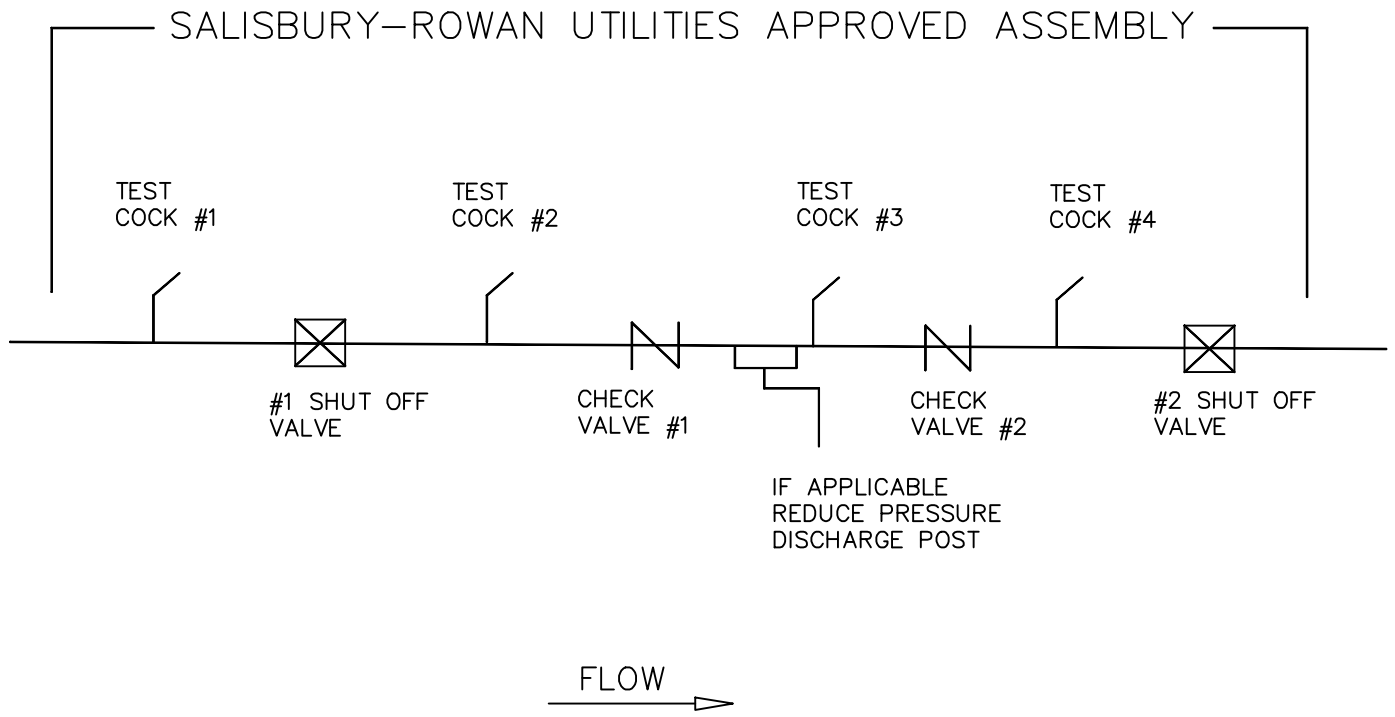 SALISBURY-ROWAN UTILITIES APPROVED ASSEMBLY
TEST
COCK #1
TEST
COCK #2
TEST
COCK #3
TEST
COCK #4
#1 SHUT OFF
VALVE
CHECK
VALVE #1
CHECK
VALVE #2
#2 SHUT OFF
VALVE
IF APPLICABLE
REDUCE PRESSURE
DISCHARGE POST
FLOW